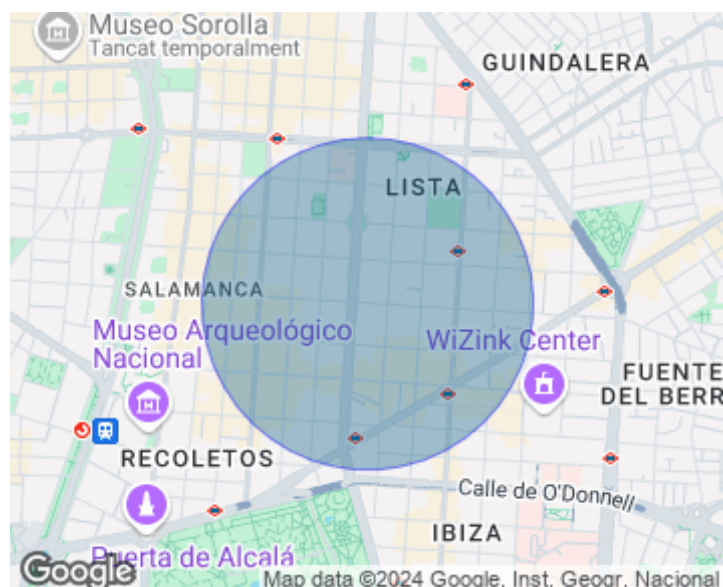 Museo Sorolla
Tancat temporalment
GUINDALERA
LISTA
SALAMANCA
Museo Arqueológico
Nacional
WiZink Center
FUENTE
DEL BERR
RECOLETOS
Calle de O'Donnell
IBIZA
Puerta de Alcalá
Google
Map data ©2024 Google, Inst. Geogr. Naciona